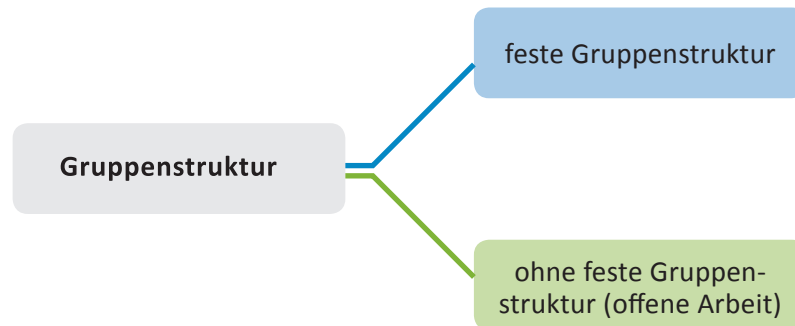 feste Gruppenstruktur
Gruppenstruktur
ohne feste Gruppen-
struktur (offene Arbeit)